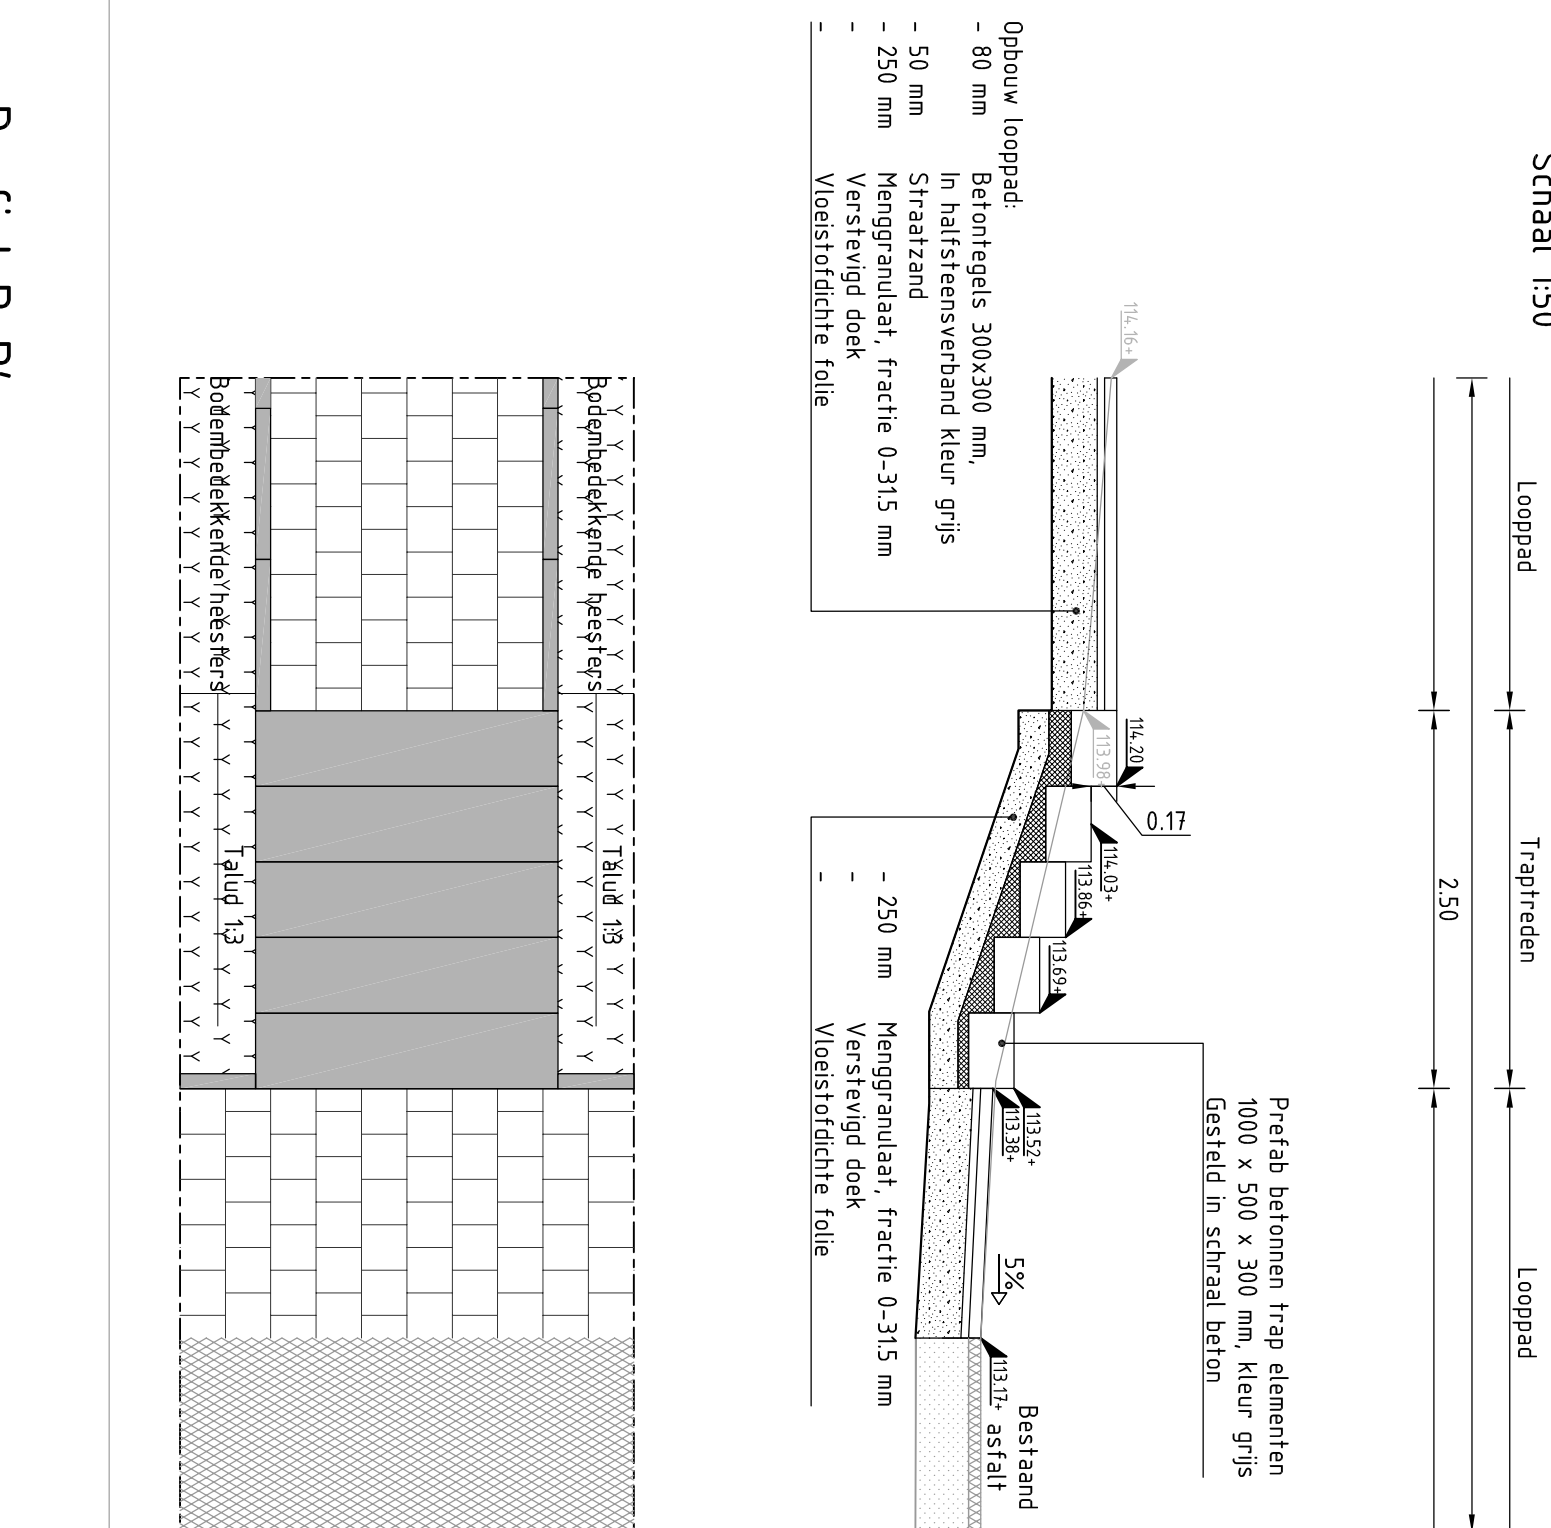 Schaal 1:50
Looppad
Traptreden
Looppad
2.50
Prefab betonnen trap elementen
1000 x 500 x 300 mm, kleur grijs
Gesteld in schraal beton
114.16+
114.20
113.98+
0.17
114.03+
113.86+
113.69+
113.52+
113.38+
5%
113.17+
Bestaand
asfalt
Opbouw looppad:
- 80 mm Betontegels 300x300 mm,
In halfsteensverband kleur grijs
- 50 mm Straatzand
- 250 mm Menggranulaat, fractie 0-31.5 mm
- Verstevigd doek
- Vloeistofdichte folie
- 250 mm Menggranulaat, fractie 0-31.5 mm
- Verstevigd doek
- Vloeistofdichte folie
Bodembedekkende heesters
Talud 1:3
Bodembedekkende heesters
Talud 1:3